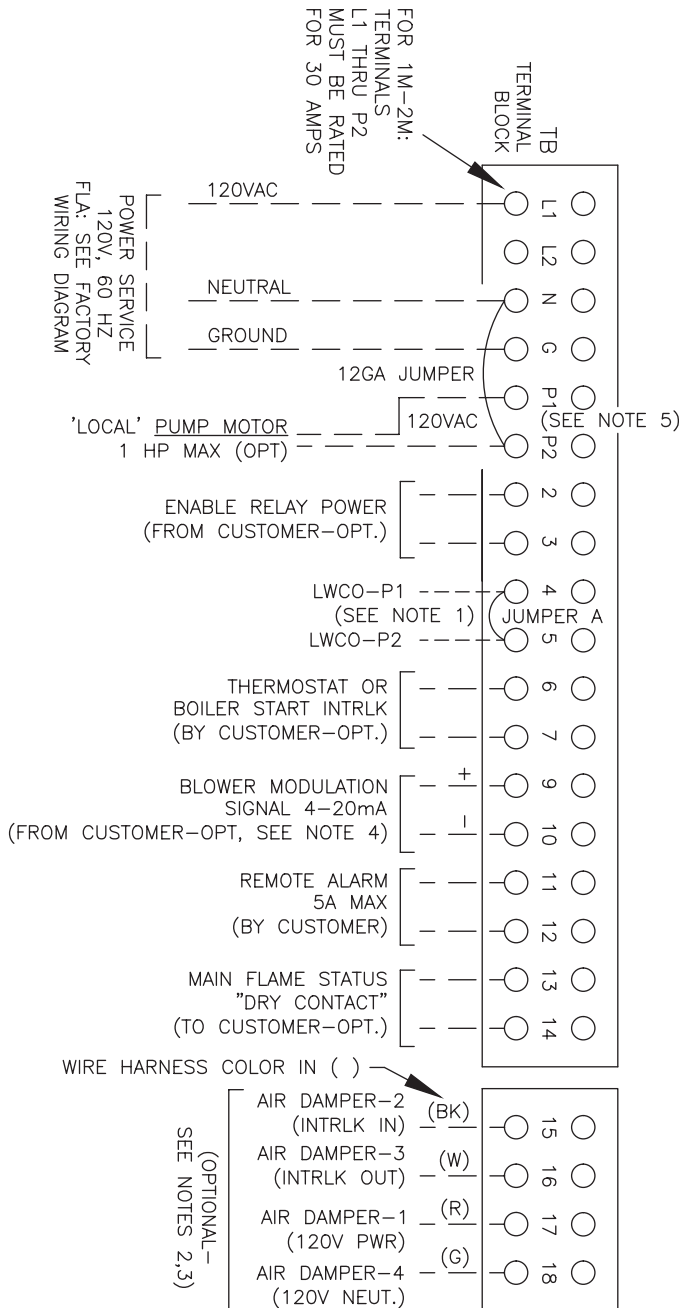 FOR 1M-2M:
TERMINALS
L1 THRU P2
MUST BE RATED
FOR 30 AMPS
TB
TERMINAL
BLOCK
120VAC
L1
L2
POWER SERVICE
120V, 60 HZ
FLA: SEE FACTORY
WIRING DIAGRAM
NEUTRAL
N
GROUND
G
12GA JUMPER
P1
'LOCAL' PUMP MOTOR
1 HP MAX (OPT)
120VAC
(SEE NOTE 5)
P2
ENABLE RELAY POWER
(FROM CUSTOMER-OPT.)
2
3
LWCO-P1
4
(SEE NOTE 1)
JUMPER A
LWCO-P2
5
THERMOSTAT OR
BOILER START INTRLK
(BY CUSTOMER-OPT.)
6
7
BLOWER MODULATION
SIGNAL 4-20mA
(FROM CUSTOMER-OPT, SEE NOTE 4)
+
9
-
10
REMOTE ALARM
5A MAX
(BY CUSTOMER)
11
12
MAIN FLAME STATUS
"DRY CONTACT"
(TO CUSTOMER-OPT.)
13
14
WIRE HARNESS COLOR IN ( )
(OPTIONAL-
SEE NOTES 2,3)
AIR DAMPER-2
(INTRLK IN)
(BK)
15
AIR DAMPER-3
(INTRLK OUT)
(W)
16
AIR DAMPER-1
(120V PWR)
(R)
17
AIR DAMPER-4
(120V NEUT.)
(G)
18